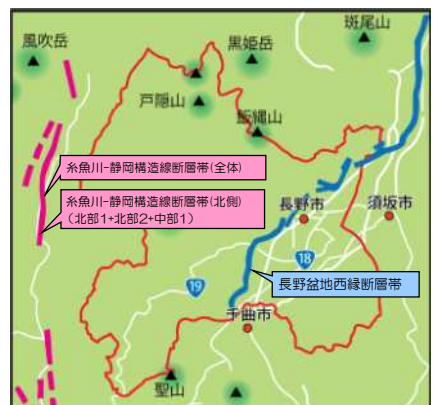 斑尾山
風吹岳
黒姫岳
戸隠山
飯縄山
糸魚川-静岡構造線断層帯(全体)
糸魚川-静岡構造線断層帯(北側)
(北部1+北部2+中部1)
長野市
須坂市
18
19
長野盆地西縁断層帯
千曲市
聖山